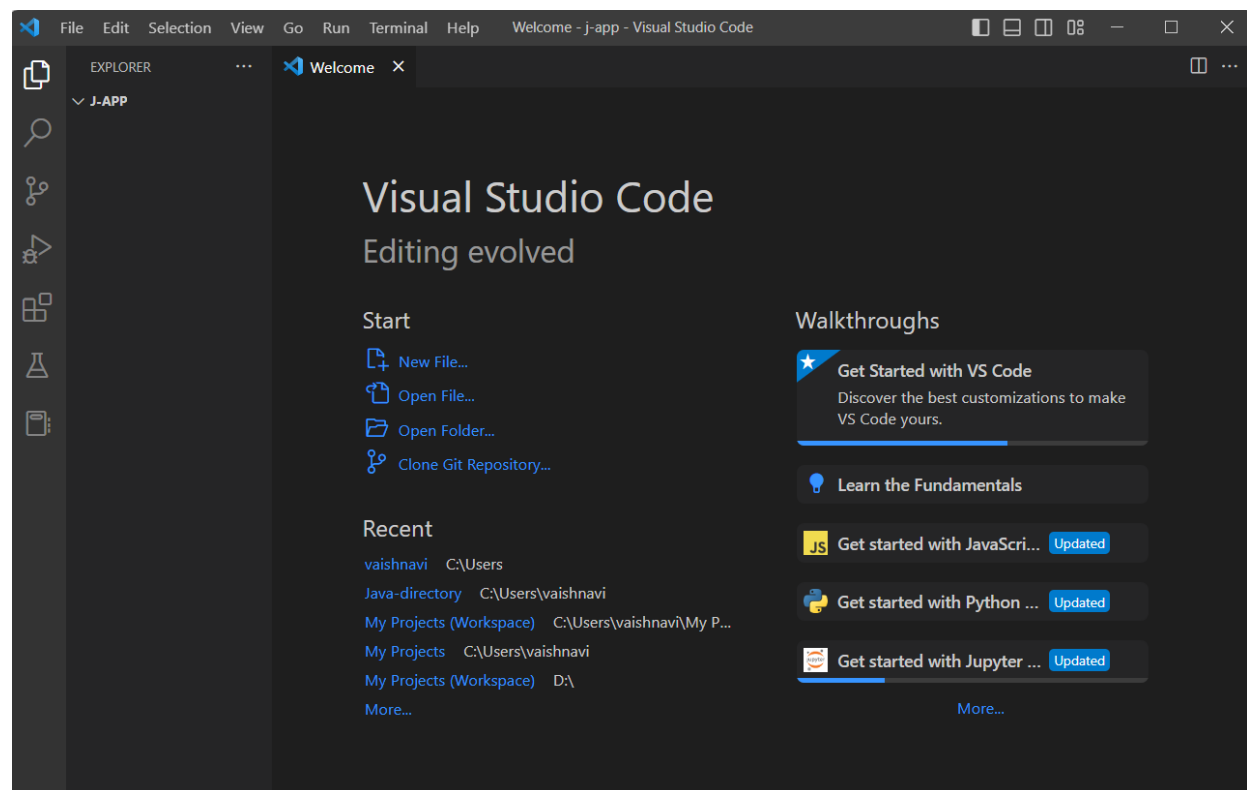 File Edit Selection View Go Run Terminal Help Welcome - j-app - Visual Studio Code
EXPLORER
J-APP
Welcome
Visual Studio Code
Editing evolved
Start
New File...
Open File...
Open Folder...
Clone Git Repository...
Recent
vaishnavi C:\Users
Java-directory C:\Users\vaishnavi
My Projects (Workspace) C:\Users\vaishnavi\My P...
My Projects C:\Users\vaishnavi
My Projects (Workspace) D:\
More...
Walkthroughs
Get Started with VS Code
Discover the best customizations to make
VS Code yours.
Learn the Fundamentals
JS Get started with JavaScri... Updated
Get started with Python ... Updated
jupyter Get started with Jupyter ... Updated
More...